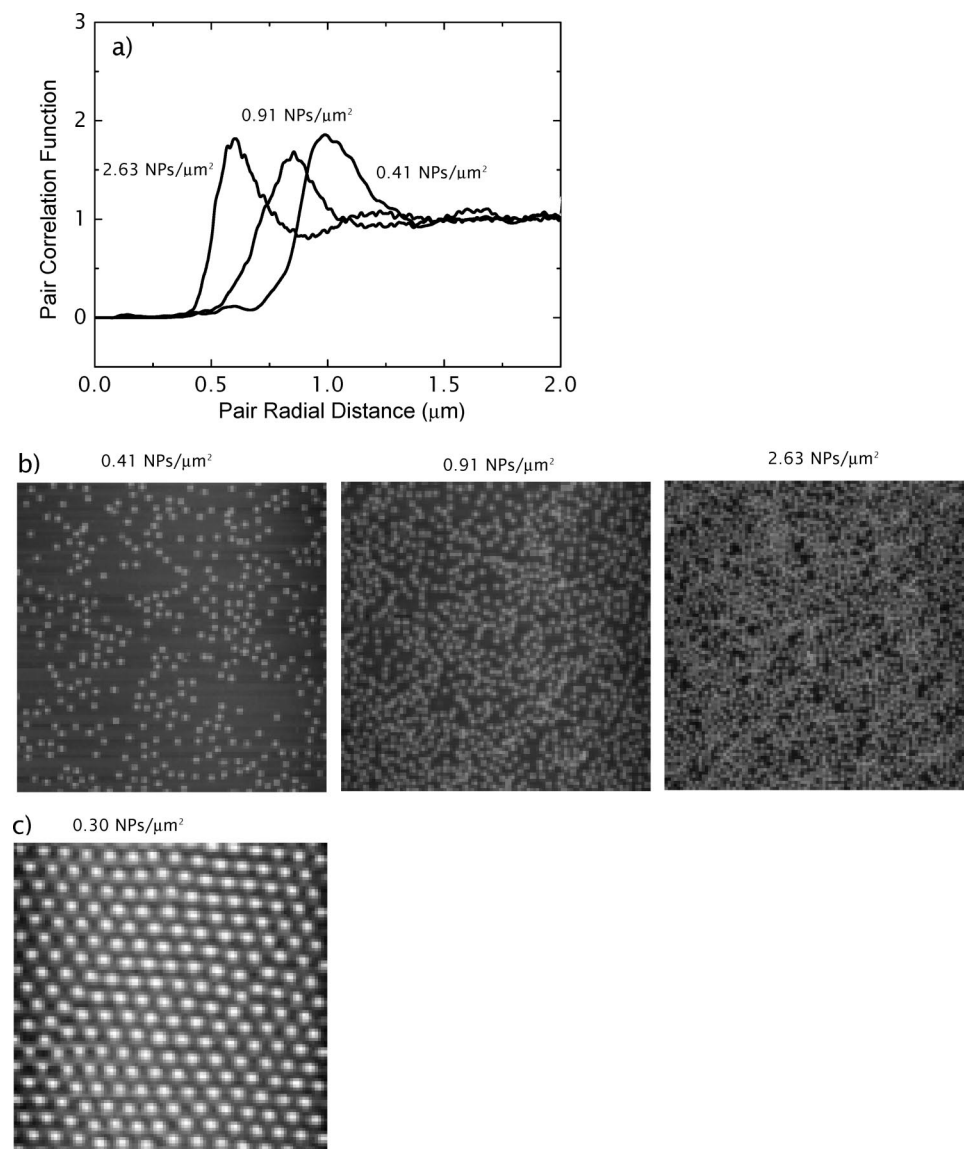 a)
3
2
1
0
Pair Correlation Function
0.91 NPs/μm²
2.63 NPs/μm²
0.41 NPs/μm²
0.0 0.5 1.0 1.5 2.0
Pair Radial Distance (μm)
b)
0.41 NPs/μm² 0.91 NPs/μm² 2.63 NPs/μm²
c) 0.30 NPs/μm²